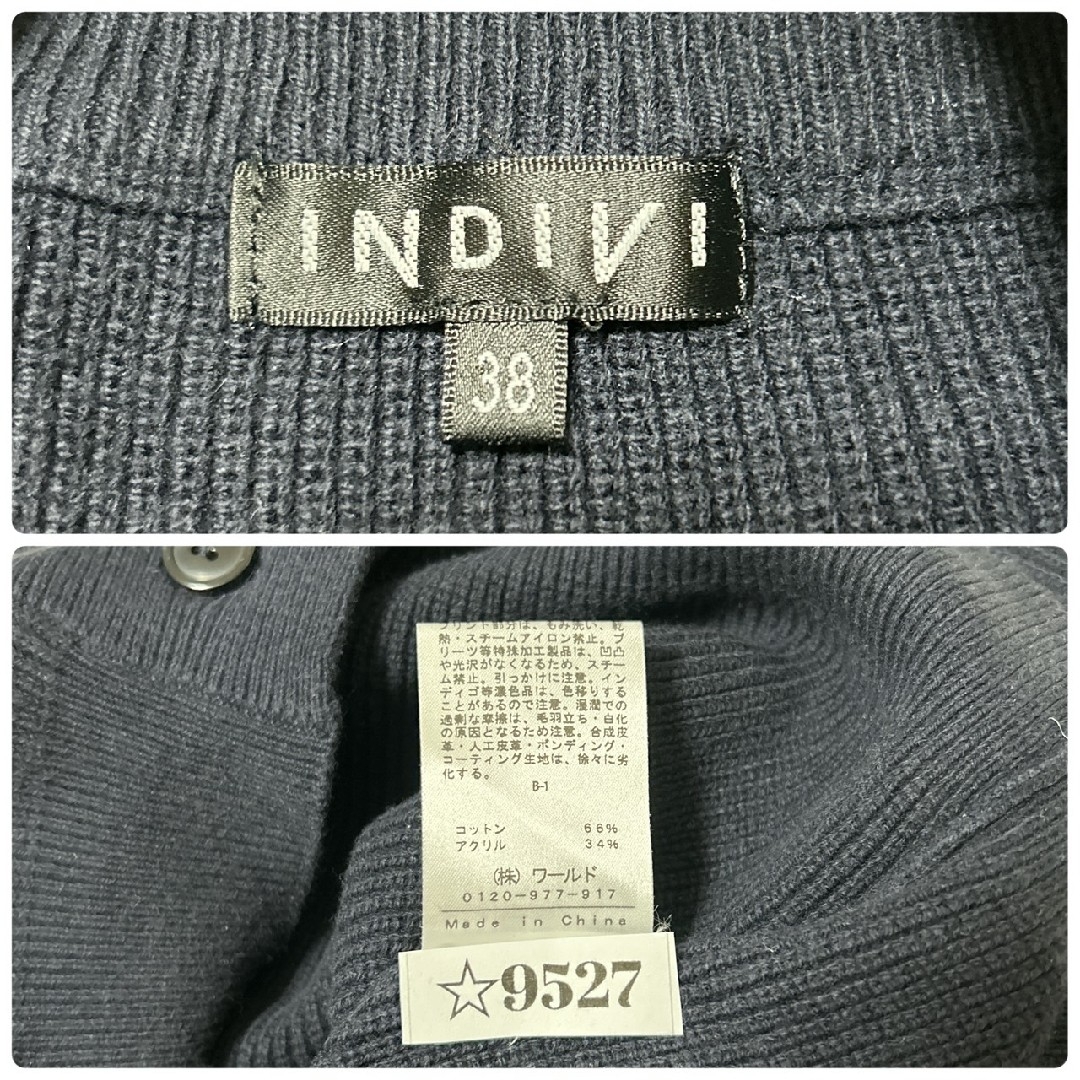 INDIVI
38
プリント部分は、もみ洗い、乾
熱・スチームアイロン禁止。プ
リーツ等特殊加工製品は、凹凸
や光沢がなくなるため、スチー
ム禁止。引っかけに注意。イン
ディゴ等濃色品は、色移りする
ことがあるので注意。湿潤での
過剰な摩擦は、毛羽立ち・白化
の原因となるため注意。合成皮
革・人工皮革・ボンディング・
コーティング生地は、徐々に劣
化する。
B-1
コットン 66%
アクリル 34%
(株) ワールド
0120-977-917
Made in China
☆9527